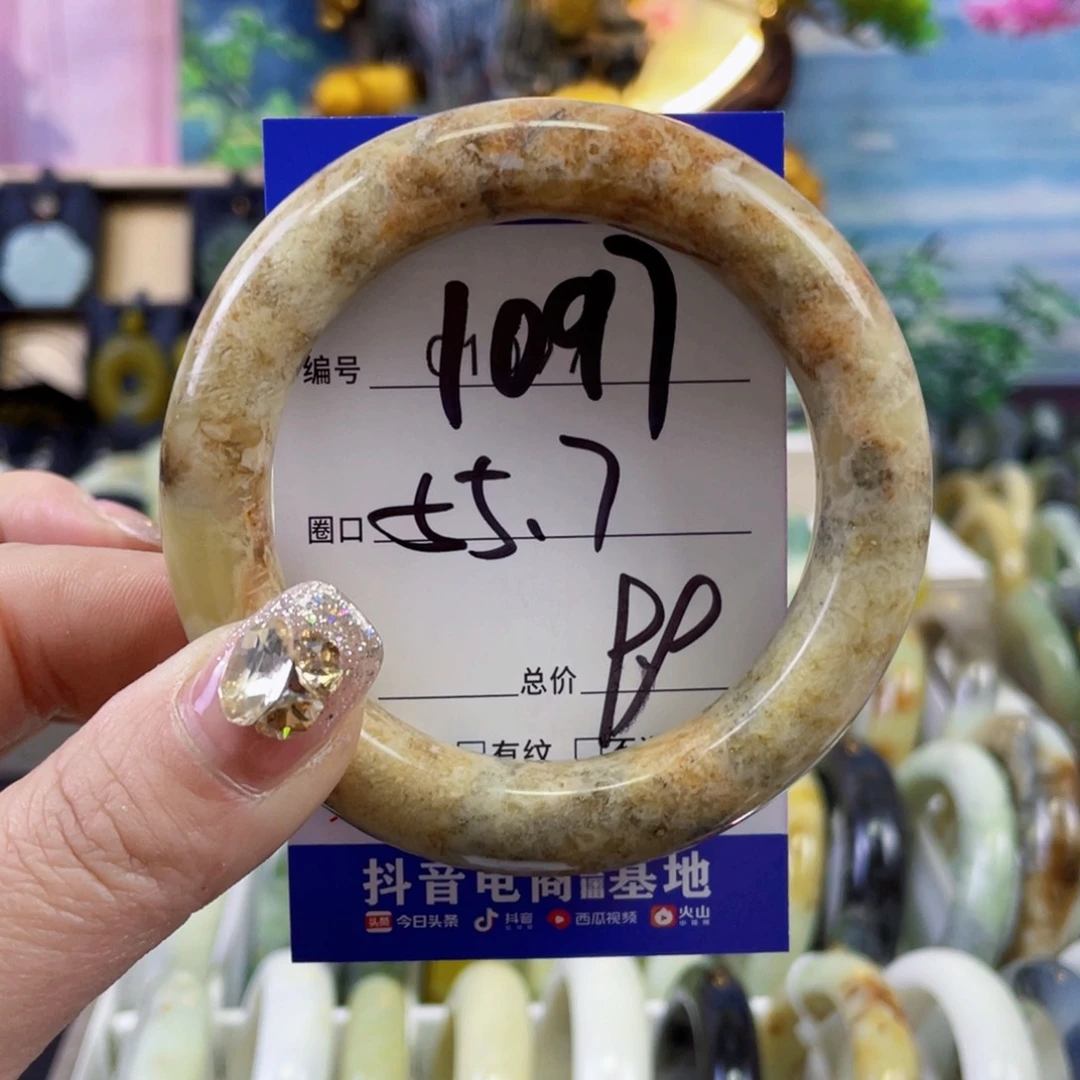 编号 1097
圈口 55.7
总价 PP
有纹
抖音电商 基地
今日头条 抖音 西瓜视频 火山